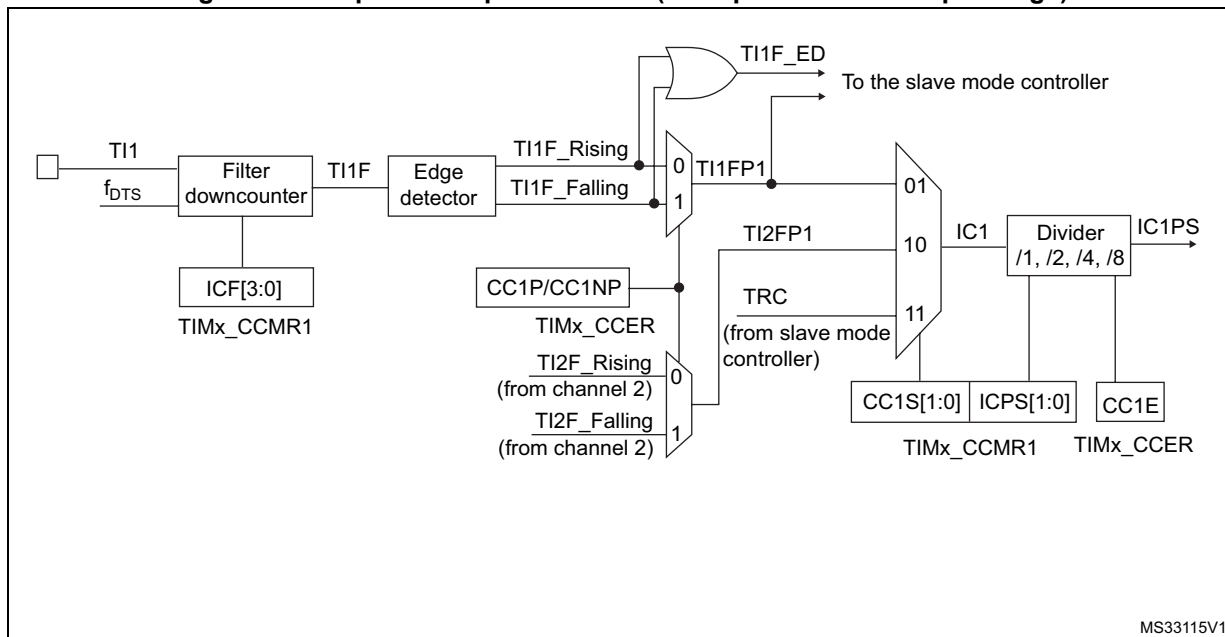 TI1F_ED
To the slave mode controller
TI1
fDTS
Filter
downcounter
TI1F
Edge
detector
TI1F_Rising
TI1F_Falling
0
1
TI1FP1
01
TI2FP1
10
IC1
Divider
/1, /2, /4, /8
IC1PS
ICF[3:0]
TIMx_CCMR1
CC1P/CC1NP
TIMx_CCER
TRC
11
(from slave mode
controller)
TI2F_Rising
(from channel 2)
0
TI2F_Falling
(from channel 2)
1
CC1S[1:0]
ICPS[1:0]
CC1E
TIMx_CCMR1
TIMx_CCER
MS33115V1